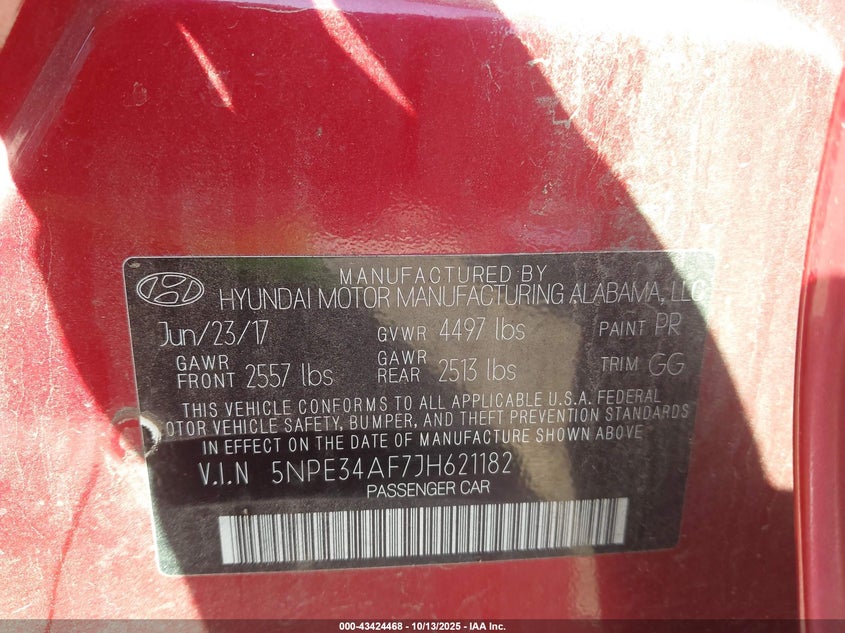 MANUFACTURED BY
HYUNDAI MOTOR MANUFACTURING ALABAMA, LLC
Jun/23/17 GVWR 4497 lbs PAINT PR
GAWR FRONT 2557 lbs GAWR REAR 2513 lbs TRIM GG
THIS VEHICLE CONFORMS TO ALL APPLICABLE U.S.A. FEDERAL
OTOR VEHICLE SAFETY, BUMPER, AND THEFT PREVENTION STANDARDS
IN EFFECT ON THE DATE OF MANUFACTURE SHOWN ABOVE.
V.I.N 5NPE34AF7JH621182
PASSENGER CAR
000-43424468 - 10/13/2025 - IAA Inc.